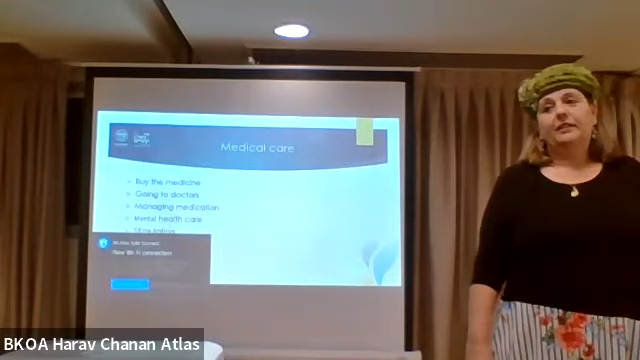 Medical care
Buy the medicine
Going to doctors
Managing medication
Mental health care
New Wi-Fi connection
BKOA Harav Chanan Atlas